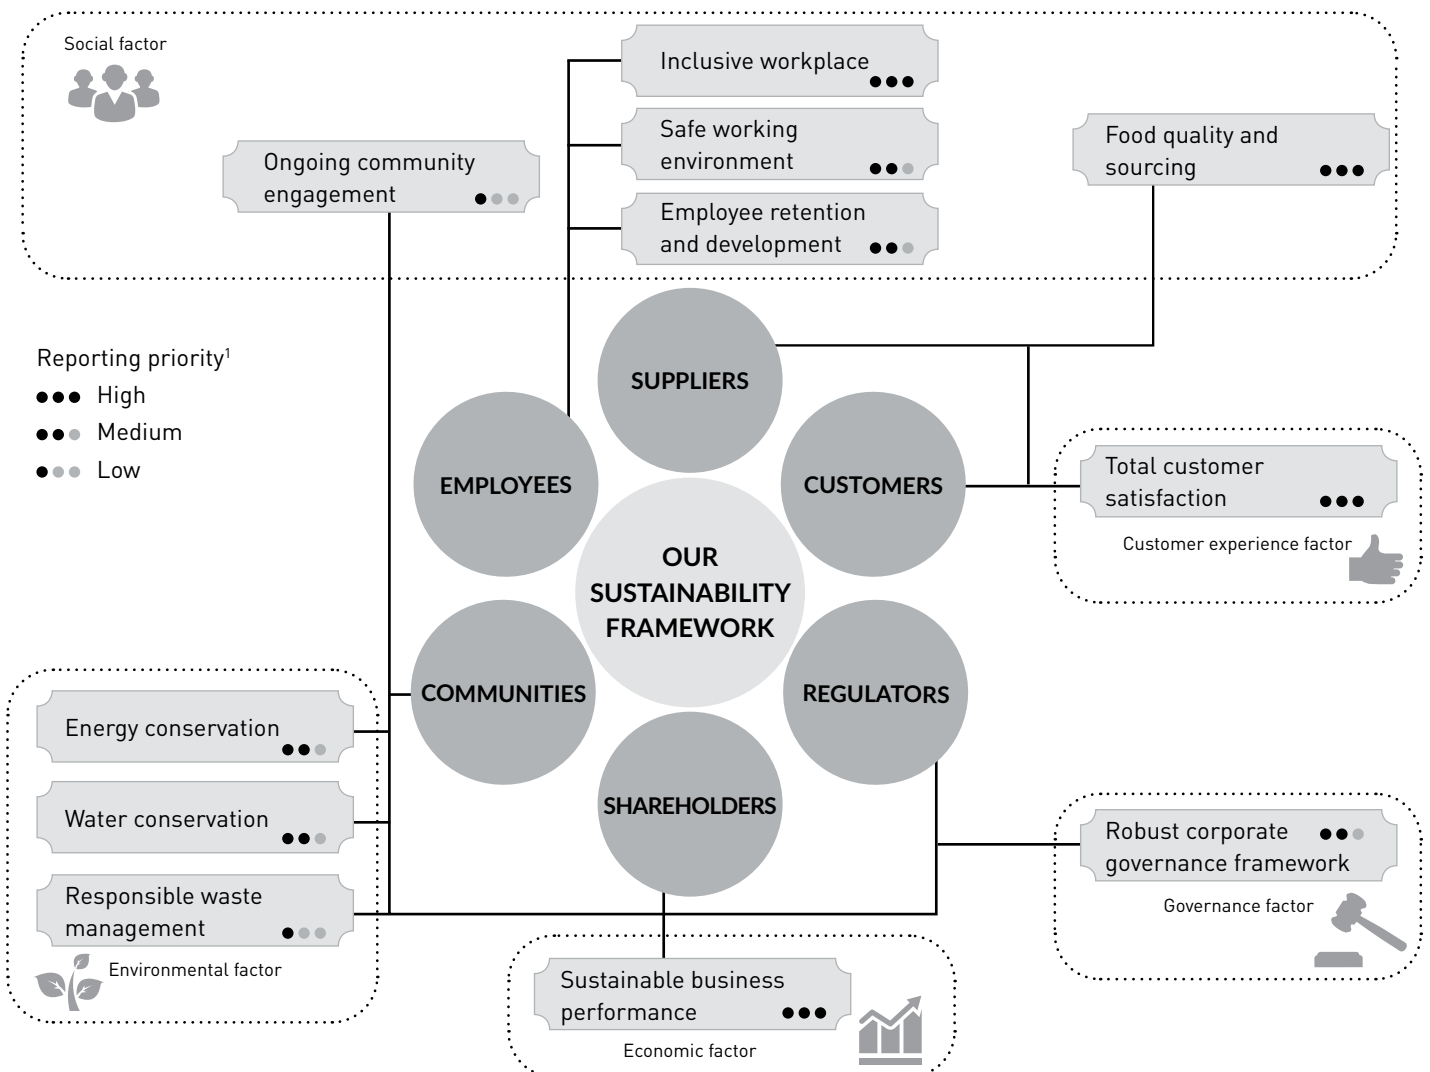 Social factor
Inclusive workplace
Safe working
environment
Employee retention
and development
Food quality and
sourcing
Ongoing community
engagement
Reporting priority1
High
Medium
Low
SUPPLIERS
EMPLOYEES
CUSTOMERS
OUR
SUSTAINABILITY
FRAMEWORK
COMMUNITIES
REGULATORS
SHAREHOLDERS
Total customer
satisfaction
Customer experience factor
Energy conservation
Water conservation
Responsible waste
management
Environmental factor
Robust corporate
governance framework
Governance factor
Sustainable business
performance
Economic factor